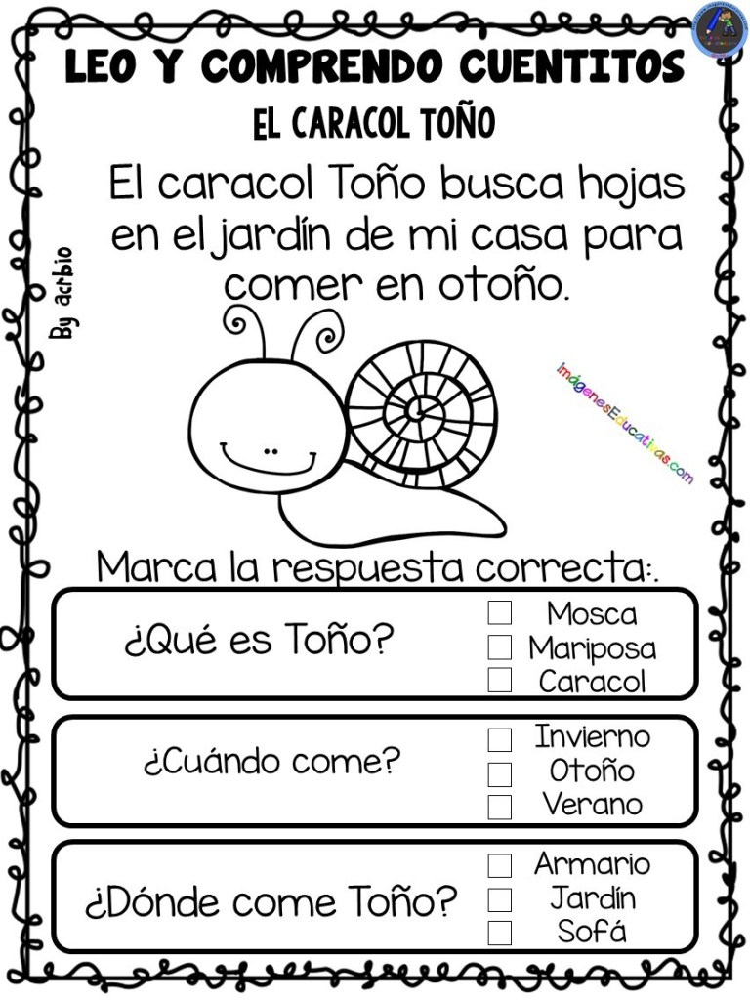 LEO Y COMPRENDO CUENTITOS
EL CARACOL TOÑO
El caracol Toño busca hojas
en el jardín de mi casa para
comer en otoño.
By acrbio
ImágenesEducativas.com
Marca la respuesta correcta:.
¿Qué es Toño?
Mosca
Mariposa
Caracol
¿Cuándo come?
Invierno
Otoño
Verano
¿Dónde come Toño?
Armario
Jardín
Sofá